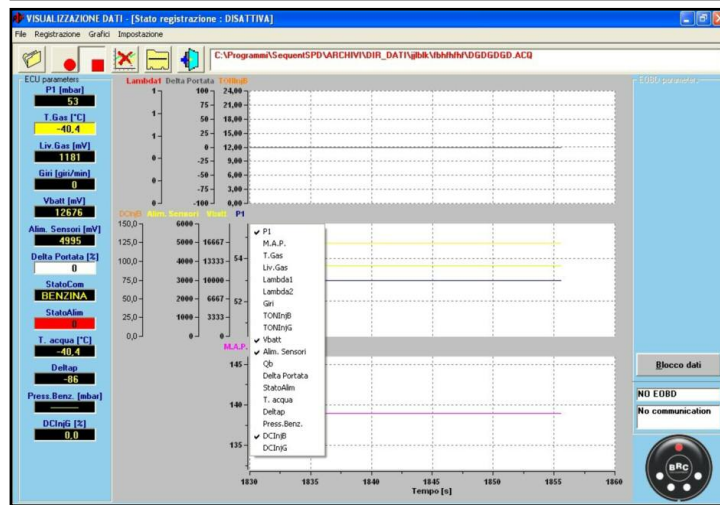 VISUALIZZAZIONE DATI - [Stato registrazione : DISATTIVA]
File Registrazione Grafici Impostazione
C:\Programmi\SequentSPD\ARCHIVI\DIR_DATI\jjlblk\fbhfhfhf\DGDGDGD.ACQ
ECU parameters
P1 [mbar]
53
T.Gas [°C]
-40,4
Liv.Gas [mV]
1181
Giri [giri/min]
0
Vbatt [mV]
12676
Alim. Sensori [mV]
4995
Delta Portata [%]
0
StatoCom
BENZINA
StatoAlim
0
T. acqua [°C]
-40,4
Deltap
-86
Press.Benz. [mbar]
DCInjG [%]
0,0
Lambda1 Delta Portata
1 100 24,00
75 21,00
1 50 18,00
25 15,00
1 0 12,00
0 -25 9,00
-50 6,00
0 -75 3,00
-100 0,00
DCInjB Alim. Sensori Vbatt P1
150,0 6000
125,0 5000 16667
100,0 4000 13333 54
75,0 3000 10000
50,0 2000 6667 52
25,0 1000 3333
0,0 0 0
P1
M.A.P.
T.Gas
Liv.Gas
Lambda1
Lambda2
Giri
TONInjB
TONInjG
Vbatt
Alim. Sensori
Qb
Delta Portata
StatoAlim
T. acqua
Deltap
Press.Benz.
DCInjB
DCInjG
M.A.P.
145
140
135
1830 1835 1840 1845 1850 1855 1860
Tempo [s]
EOBD parameters
Blocco dati
NO EOBD
No communication
BRC